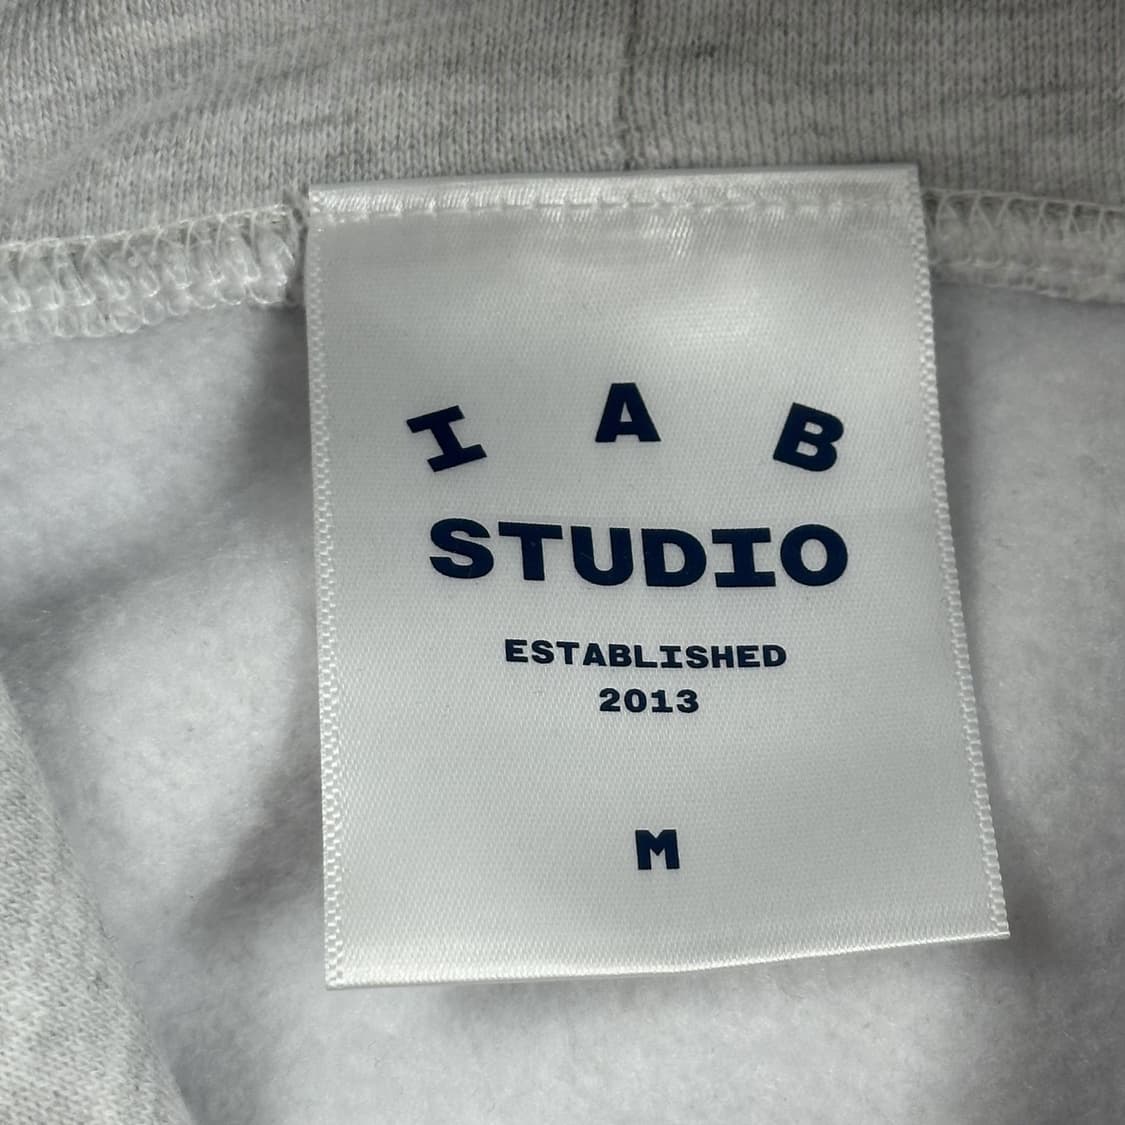 I A B
STUDIO
ESTABLISHED
2013
M